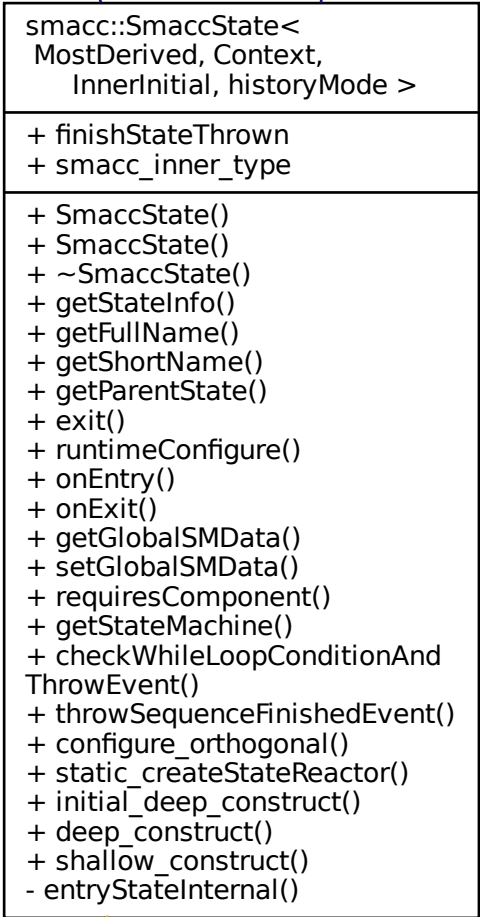 smacc::SmaccState<
MostDerived, Context,
InnerInitial, historyMode >
+ finishStateThrown
+ smacc_inner_type
+ SmaccState()
+ SmaccState()
+ ~SmaccState()
+ getStateInfo()
+ getFullName()
+ getShortName()
+ getParentState()
+ exit()
+ runtimeConfigure()
+ onEntry()
+ onExit()
+ getGlobalSMData()
+ setGlobalSMData()
+ requiresComponent()
+ getStateMachine()
+ checkWhileLoopConditionAnd
ThrowEvent()
+ throwSequenceFinishedEvent()
+ configure_orthogonal()
+ static_createStateReactor()
+ initial_deep_construct()
+ deep_construct()
+ shallow_construct()
- entryStateInternal()